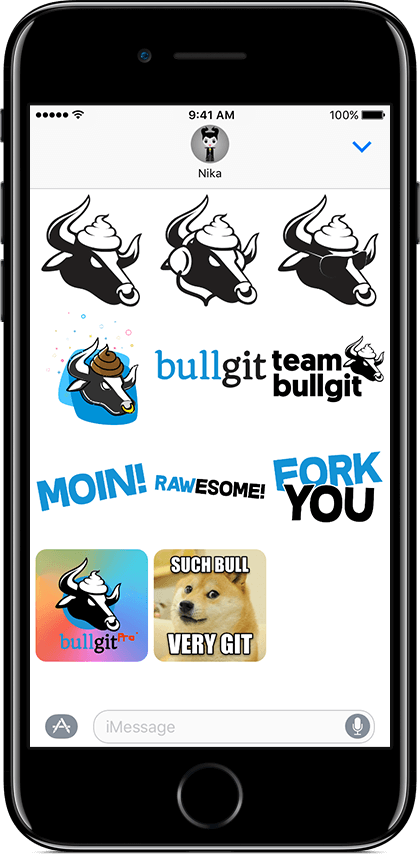 9:41 AM
100%
Nika
bullgit
team
bullgit
MOIN!
RAWESOME!
FORK
YOU
bullgit Pro
SUCH BULL
VERY GIT
iMessage